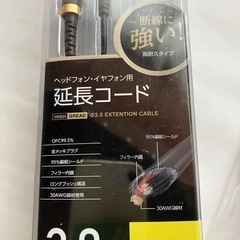 断線に
強い!
高耐久タイプ
ヘッドフォン・イヤフォン用
延長コード
HIGH GREAD
Ø3.5 EXTENTION CABLE
OFC99.5%
金メッキプラグ
95%編組シールド
フィラー内蔵
ロングブッシュ構造
30AWG線材使用
95%編組シールド
フィラー内蔵
30AWG線材